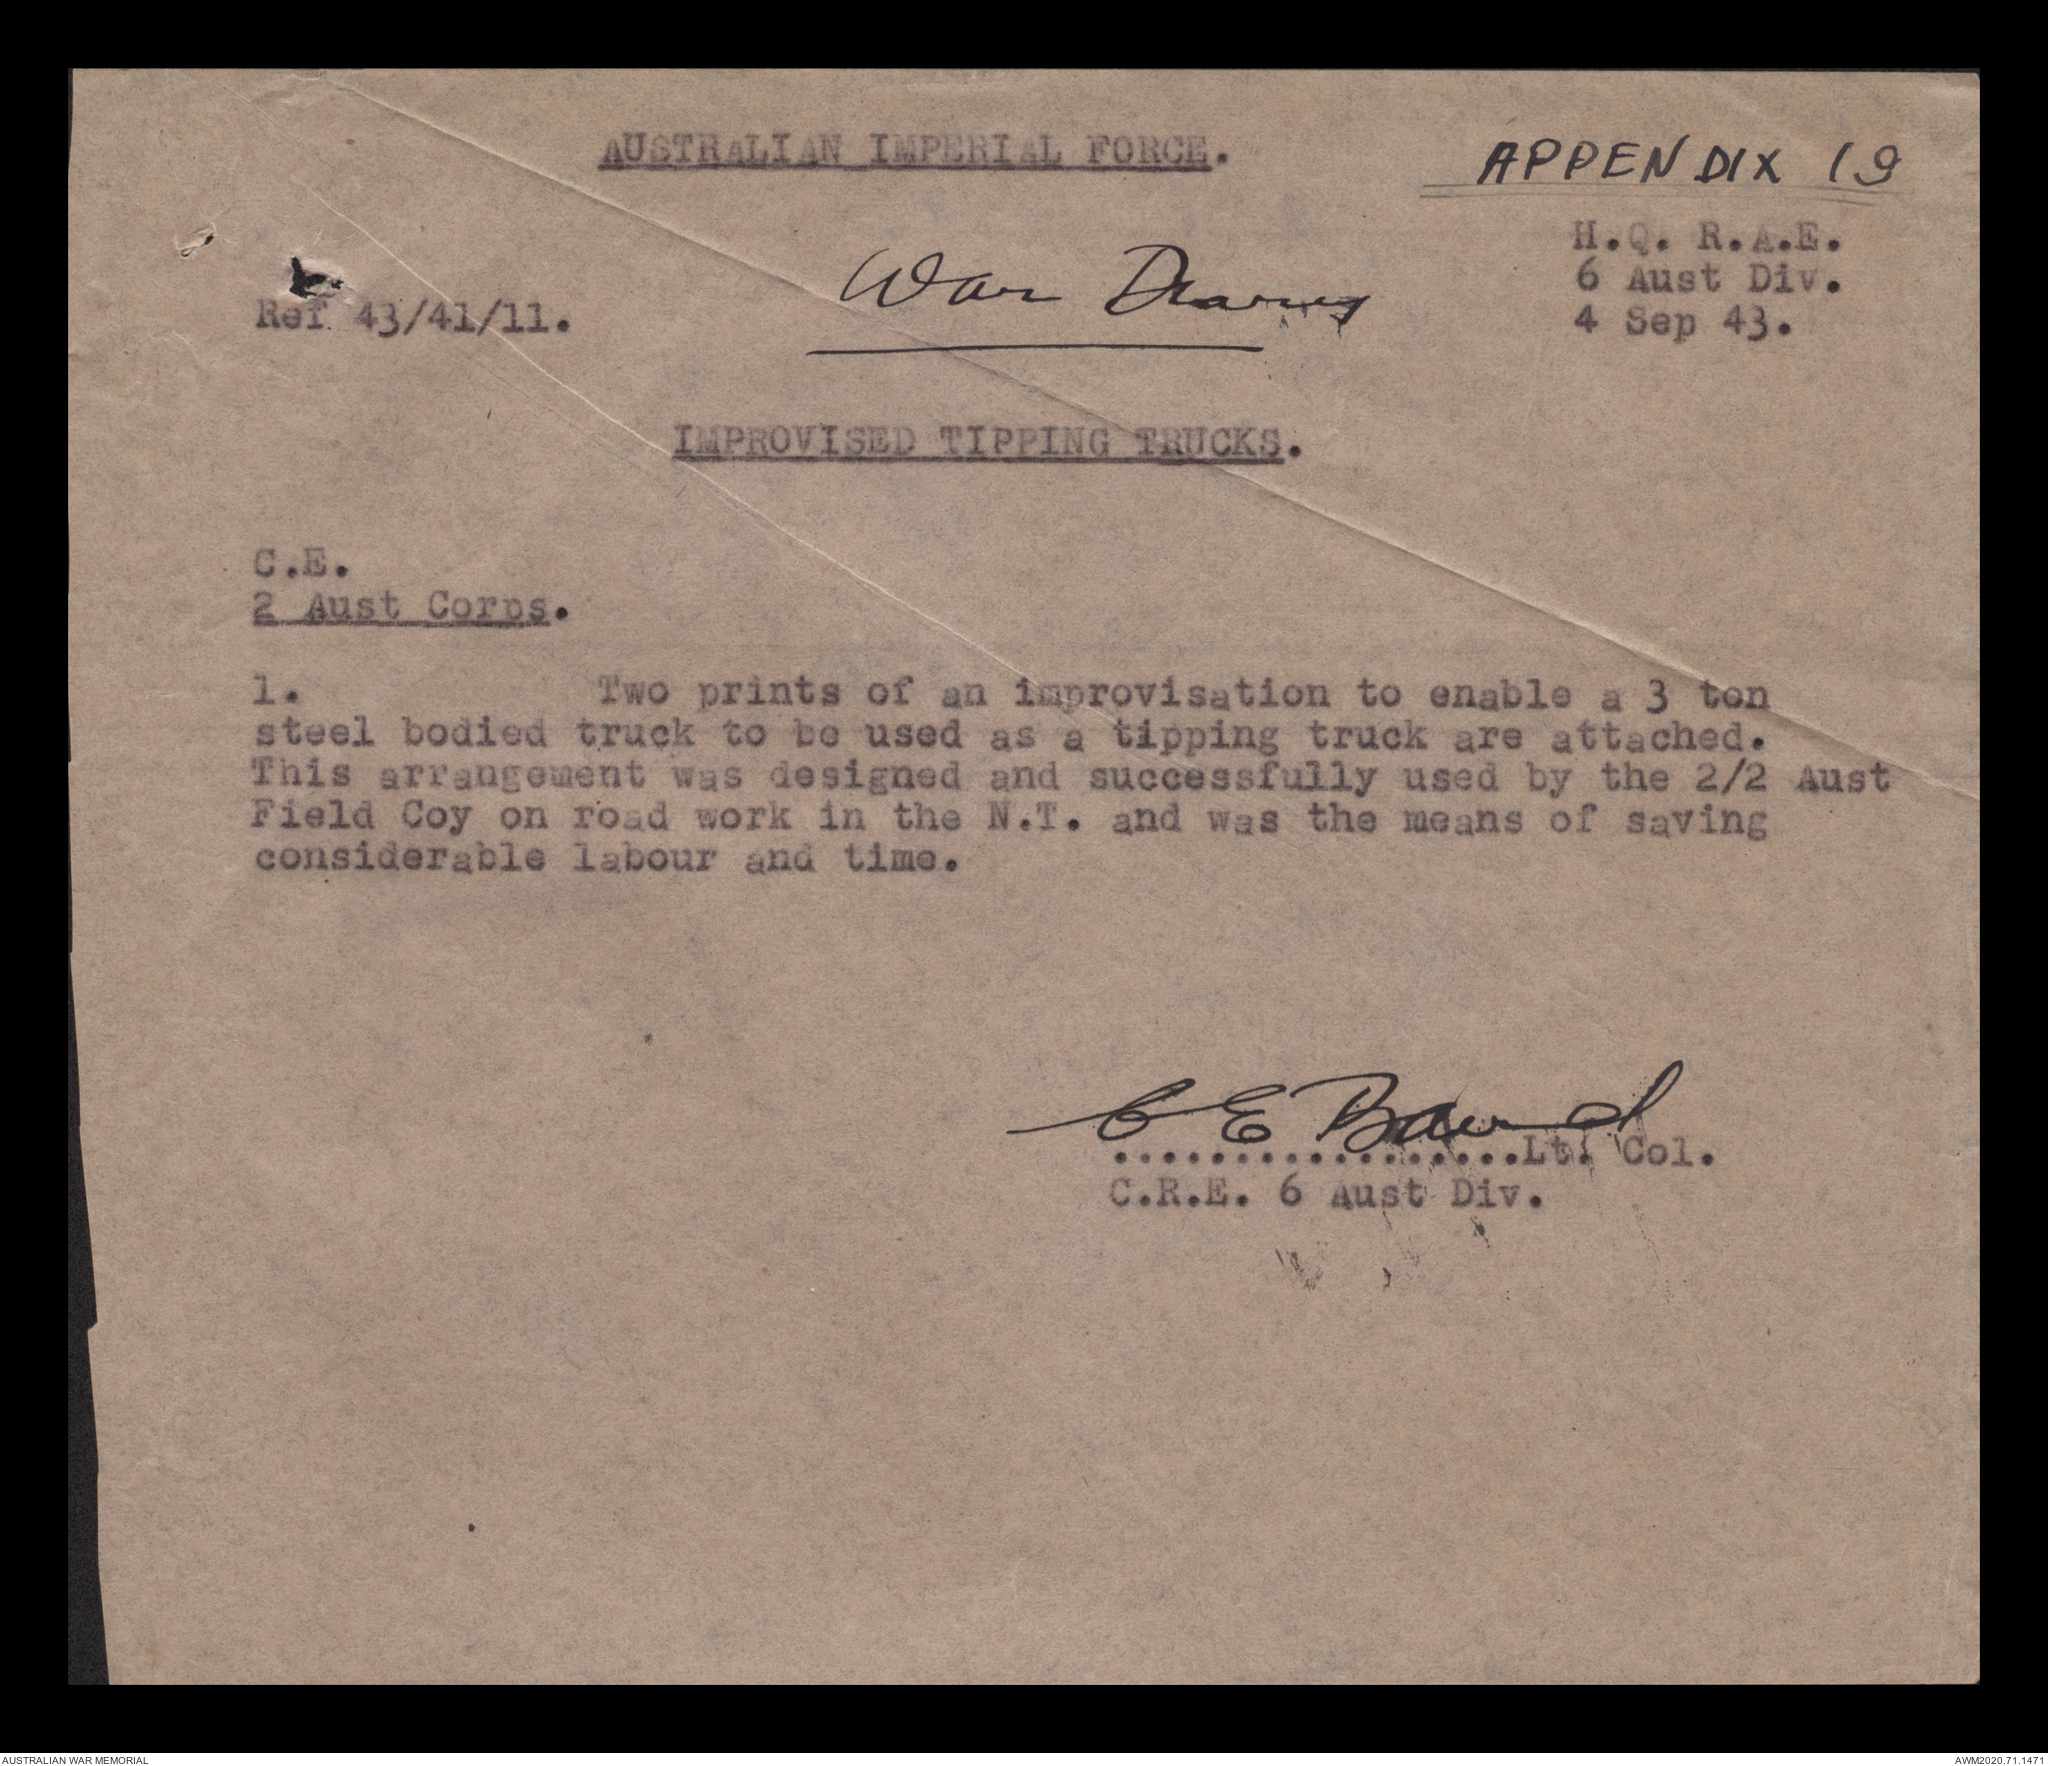 AUSTRALIAN IMPERIAL FORCE.
APPENDIX 19
H.Q. R.A.E.
6 Aust Div.
4 Sep 43.
Ref 43/41/11.
War Diary
IMPROVISED TIPPING TRUCKS.
C.E.
2 Aust Corps.
1. Two prints of an improvisation to enable a 3 ton
steel bodied truck to be used as a tipping truck are attached.
This arrangement was designed and successfully used by the 2/2 Aust
Field Coy on road work in the N.T. and was the means of saving
considerable labour and time.
C E
..................Lt. Col.
C.R.E. 6 Aust Div.
AUSTRALIAN WAR MEMORIAL
AWM2020.71.1471